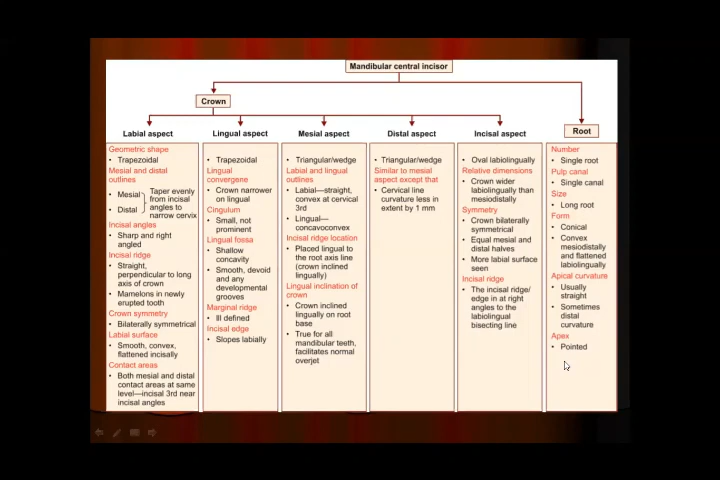 Mandibular central incisor
Crown
Root
Labial aspect
Geometric shape
• Trapezoidal
Mesial and distal
outlines
• Mesial
• Distal
Taper evenly
from incisal
angles to
narrow cervix
Incisal angles
• Sharp and right
angled
Incisal ridge
• Straight,
perpendicular to long
axis of crown
• Mamelons in newly
erupted tooth
Crown symmetry
• Bilaterally symmetrical
Labial surface
• Smooth, convex,
flattened incisally
Contact areas
• Both mesial and distal
contact areas at same
level—incisal 3rd near
incisal angles
Lingual aspect
• Trapezoidal
Lingual
convergene
• Crown narrower
on lingual
Cingulum
• Small, not
prominent
Lingual fossa
• Shallow
concavity
• Smooth, devoid
and any
developmental
grooves
Marginal ridge
• Ill defined
Incisal edge
• Slopes labially
Mesial aspect
• Triangular/wedge
Labial and lingual
outlines
• Labial—straight,
convex at cervical
3rd
• Lingual—
concavoconvex
Incisal ridge location
• Placed lingual to
the root axis line
(crown inclined
lingually)
Lingual inclination of
crown
• Crown inclined
lingually on root
base
• True for all
mandibular teeth,
facilitates normal
overjet
Distal aspect
• Triangular/wedge
Similar to mesial
aspect except that
• Cervical line
curvature less in
extent by 1 mm
Incisal aspect
• Oval labiolingually
Relative dimensions
• Crown wider
labiolingually than
mesiodistally
Symmetry
• Crown bilaterally
symmetrical
• Equal mesial and
distal halves
• More labial surface
seen
Incisal ridge
• The incisal ridge/
edge in at right
angles to the
labiolingual
bisecting line
Number
• Single root
Pulp canal
• Single canal
Size
• Long root
Form
• Conical
• Convex
mesiodistally
and flattened
labiolingually
Apical curvature
• Usually
straight
• Sometimes
distal
curvature
Apex
• Pointed